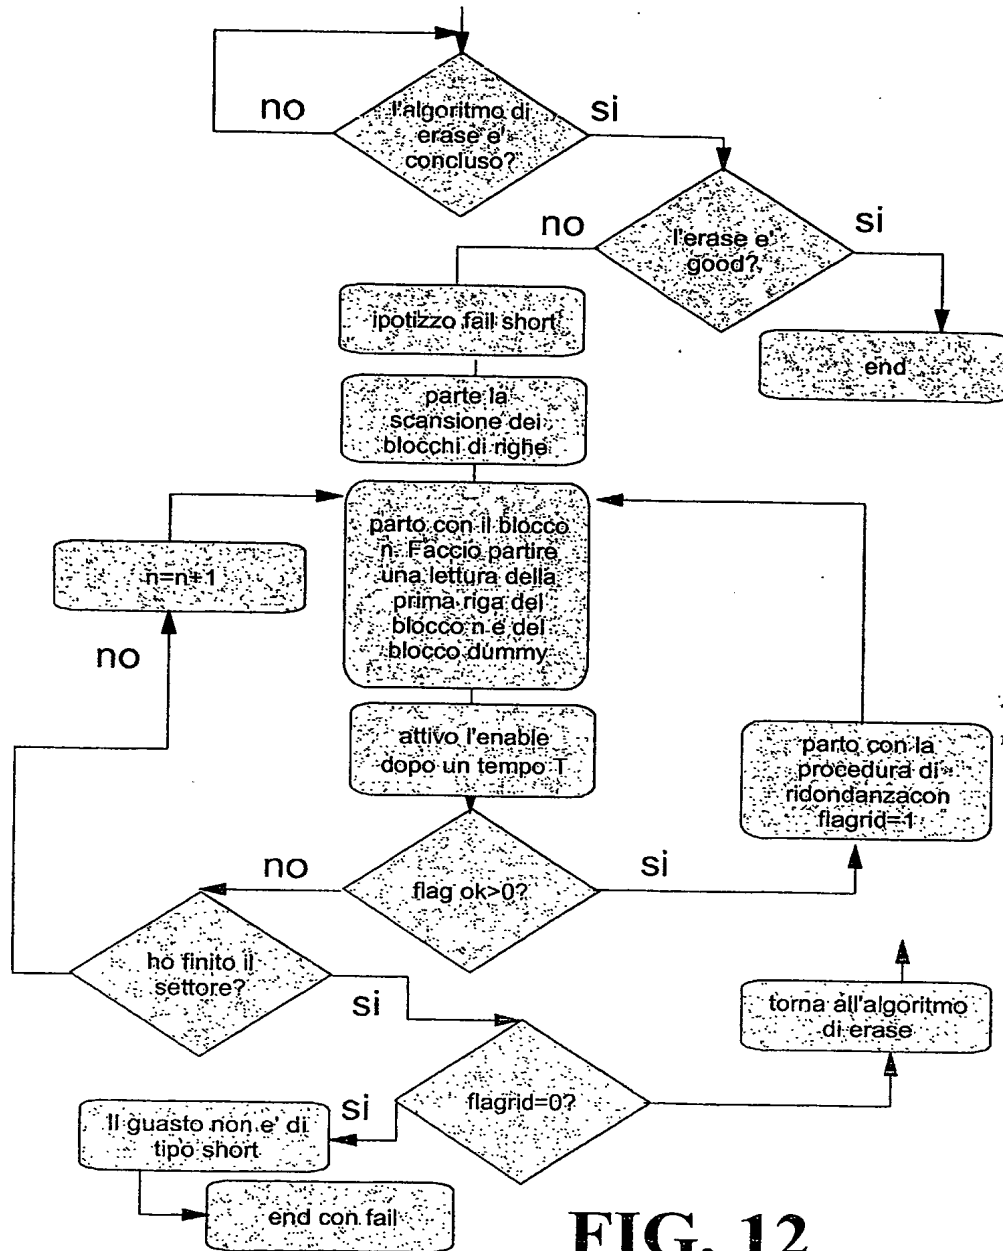 l'algoritmo di
erase e'
concluso?
no
si
l'erase e'
good?
no
si
ipotizzo fail short
end
parte la
scansione dei
blocchi di righe
parto con il blocco
n. Faccio partire
una lettura della
prima riga del
blocco n e del
blocco dummy
n=n+1
no
attivo l'enable
dopo un tempo T
parto con la
procedura di
ridondanzacon
flagrid=1
flag ok>0?
no
si
ho finito il
settore?
si
torna all'algoritmo
di erase
flagrid=0?
si
Il guasto non e' di
tipo short
end con fail
FIG. 12